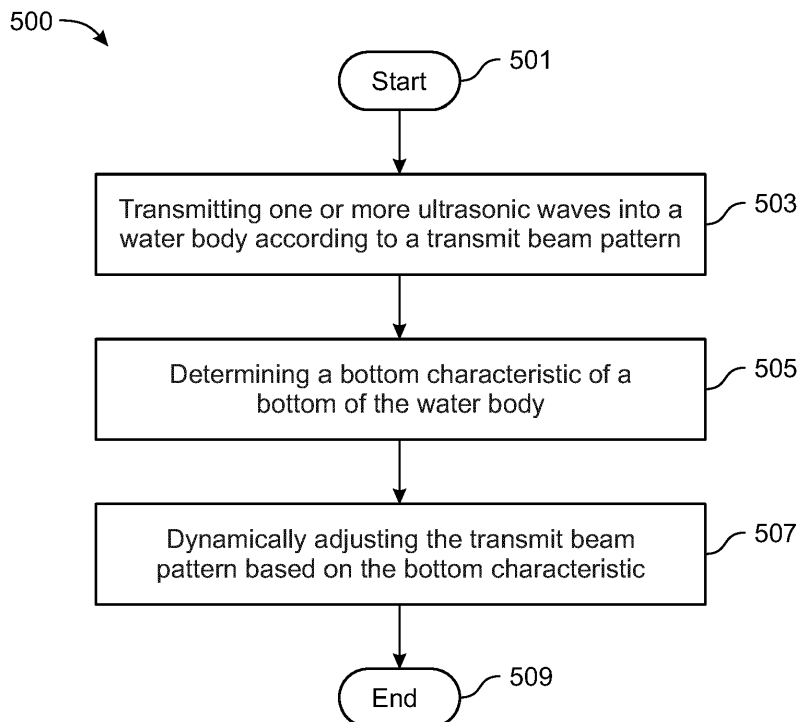 500
Start
501
Transmitting one or more ultrasonic waves into a
water body according to a transmit beam pattern
503
Determining a bottom characteristic of a
bottom of the water body
505
Dynamically adjusting the transmit beam
pattern based on the bottom characteristic
507
End
509